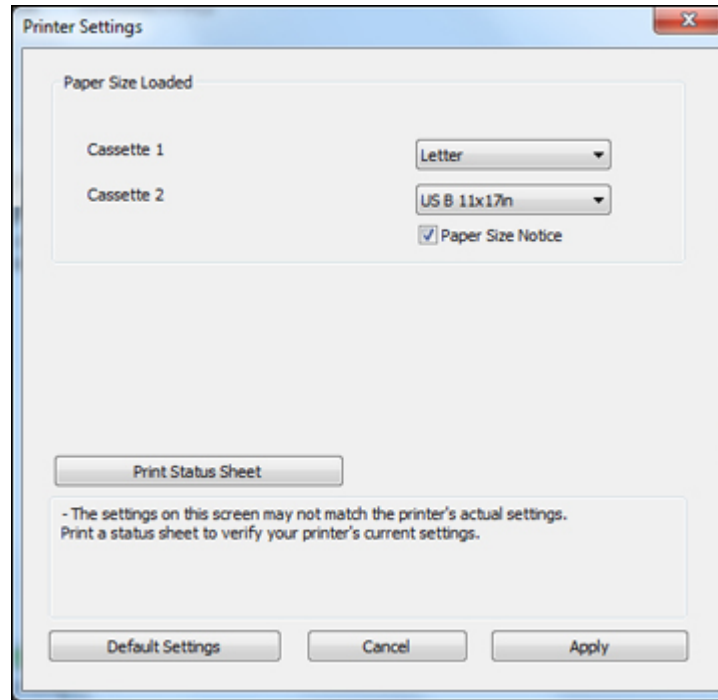 Printer Settings
Paper Size Loaded
Cassette 1
Letter
Cassette 2
US B 11x17in
Paper Size Notice
Print Status Sheet
- The settings on this screen may not match the printer's actual settings.
Print a status sheet to verify your printer's current settings.
Default Settings
Cancel
Apply